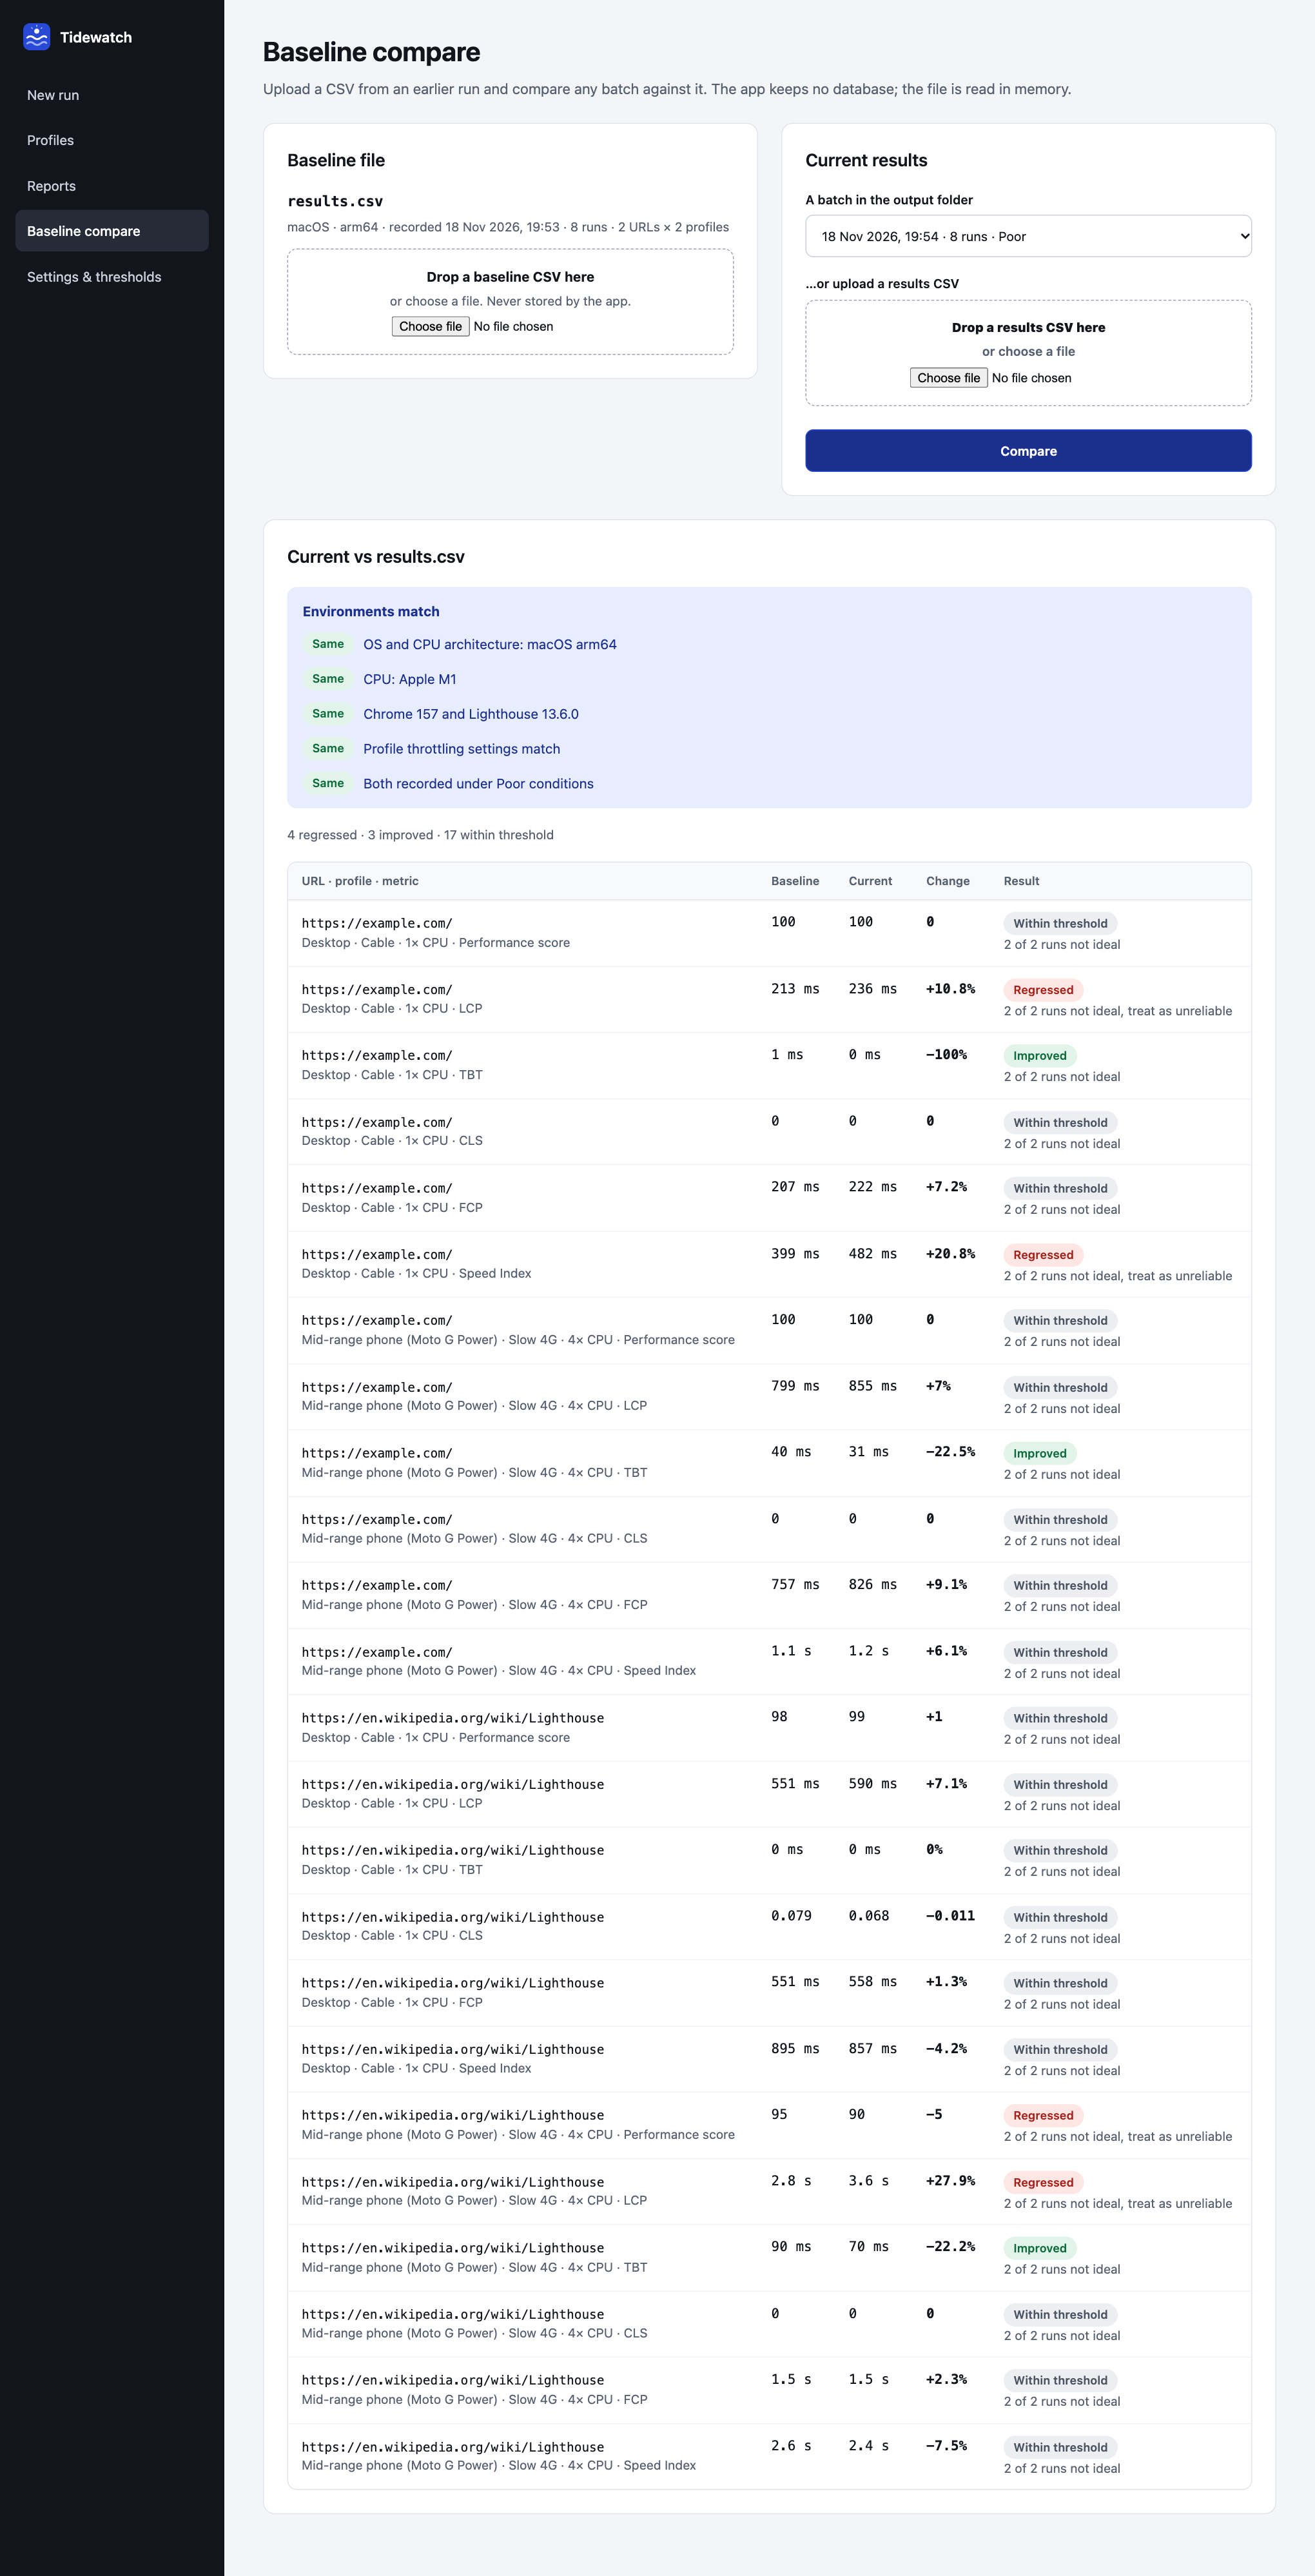 Tidewatch
New run
Profiles
Reports
Baseline compare
Settings & thresholds
Baseline compare
Upload a CSV from an earlier run and compare any batch against it. The app keeps no database; the file is read in memory.
Baseline file
results.csv
macOS · arm64 · recorded 18 Nov 2026, 19:53 · 8 runs · 2 URLs × 2 profiles
Drop a baseline CSV here
or choose a file. Never stored by the app.
Choose file No file chosen
Current results
A batch in the output folder
18 Nov 2026, 19:54 · 8 runs · Poor
...or upload a results CSV
Drop a results CSV here
or choose a file
Choose file No file chosen
Compare
Current vs results.csv
Environments match
Same OS and CPU architecture: macOS arm64
Same CPU: Apple M1
Same Chrome 157 and Lighthouse 13.6.0
Same Profile throttling settings match
Same Both recorded under Poor conditions
4 regressed · 3 improved · 17 within threshold
URL · profile · metric Baseline Current Change Result
https://example.com/ 100 100 0 Within threshold
Desktop · Cable · 1× CPU · Performance score 2 of 2 runs not ideal
https://example.com/ 213 ms 236 ms +10.8% Regressed
Desktop · Cable · 1× CPU · LCP 2 of 2 runs not ideal, treat as unreliable
https://example.com/ 1 ms 0 ms −100% Improved
Desktop · Cable · 1× CPU · TBT 2 of 2 runs not ideal
https://example.com/ 0 0 0 Within threshold
Desktop · Cable · 1× CPU · CLS 2 of 2 runs not ideal
https://example.com/ 207 ms 222 ms +7.2% Within threshold
Desktop · Cable · 1× CPU · FCP 2 of 2 runs not ideal
https://example.com/ 399 ms 482 ms +20.8% Regressed
Desktop · Cable · 1× CPU · Speed Index 2 of 2 runs not ideal, treat as unreliable
https://example.com/ 100 100 0 Within threshold
Mid-range phone (Moto G Power) · Slow 4G · 4× CPU · Performance score 2 of 2 runs not ideal
https://example.com/ 799 ms 855 ms +7% Within threshold
Mid-range phone (Moto G Power) · Slow 4G · 4× CPU · LCP 2 of 2 runs not ideal
https://example.com/ 40 ms 31 ms −22.5% Improved
Mid-range phone (Moto G Power) · Slow 4G · 4× CPU · TBT 2 of 2 runs not ideal
https://example.com/ 0 0 0 Within threshold
Mid-range phone (Moto G Power) · Slow 4G · 4× CPU · CLS 2 of 2 runs not ideal
https://example.com/ 757 ms 826 ms +9.1% Within threshold
Mid-range phone (Moto G Power) · Slow 4G · 4× CPU · FCP 2 of 2 runs not ideal
https://example.com/ 1.1 s 1.2 s +6.1% Within threshold
Mid-range phone (Moto G Power) · Slow 4G · 4× CPU · Speed Index 2 of 2 runs not ideal
https://en.wikipedia.org/wiki/Lighthouse 98 99 +1 Within threshold
Desktop · Cable · 1× CPU · Performance score 2 of 2 runs not ideal
https://en.wikipedia.org/wiki/Lighthouse 551 ms 590 ms +7.1% Within threshold
Desktop · Cable · 1× CPU · LCP 2 of 2 runs not ideal
https://en.wikipedia.org/wiki/Lighthouse 0 ms 0 ms 0% Within threshold
Desktop · Cable · 1× CPU · TBT 2 of 2 runs not ideal
https://en.wikipedia.org/wiki/Lighthouse 0.079 0.068 −0.011 Within threshold
Desktop · Cable · 1× CPU · CLS 2 of 2 runs not ideal
https://en.wikipedia.org/wiki/Lighthouse 551 ms 558 ms +1.3% Within threshold
Desktop · Cable · 1× CPU · FCP 2 of 2 runs not ideal
https://en.wikipedia.org/wiki/Lighthouse 895 ms 857 ms −4.2% Within threshold
Desktop · Cable · 1× CPU · Speed Index 2 of 2 runs not ideal
https://en.wikipedia.org/wiki/Lighthouse 95 90 −5 Regressed
Mid-range phone (Moto G Power) · Slow 4G · 4× CPU · Performance score 2 of 2 runs not ideal, treat as unreliable
https://en.wikipedia.org/wiki/Lighthouse 2.8 s 3.6 s +27.9% Regressed
Mid-range phone (Moto G Power) · Slow 4G · 4× CPU · LCP 2 of 2 runs not ideal, treat as unreliable
https://en.wikipedia.org/wiki/Lighthouse 90 ms 70 ms −22.2% Improved
Mid-range phone (Moto G Power) · Slow 4G · 4× CPU · TBT 2 of 2 runs not ideal
https://en.wikipedia.org/wiki/Lighthouse 0 0 0 Within threshold
Mid-range phone (Moto G Power) · Slow 4G · 4× CPU · CLS 2 of 2 runs not ideal
https://en.wikipedia.org/wiki/Lighthouse 1.5 s 1.5 s +2.3% Within threshold
Mid-range phone (Moto G Power) · Slow 4G · 4× CPU · FCP 2 of 2 runs not ideal
https://en.wikipedia.org/wiki/Lighthouse 2.6 s 2.4 s −7.5% Within threshold
Mid-range phone (Moto G Power) · Slow 4G · 4× CPU · Speed Index 2 of 2 runs not ideal